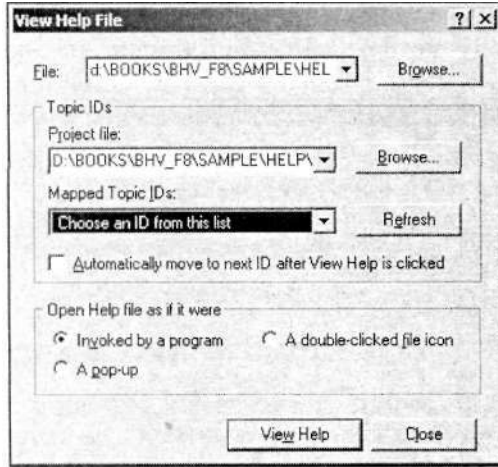 View Help File
File: d:\BOOKS\BHV_F8\SAMPLE\HEL Browse...
Topic IDs
Project file:
D:\BOOKS\BHV_F8\SAMPLE\HELP\ Browse...
Mapped Topic IDs:
Choose an ID from this list Refresh
Automatically move to next ID after View Help is clicked
Open Help file as if it were
Invoked by a program A double-clicked file icon
A pop-up
View Help Close